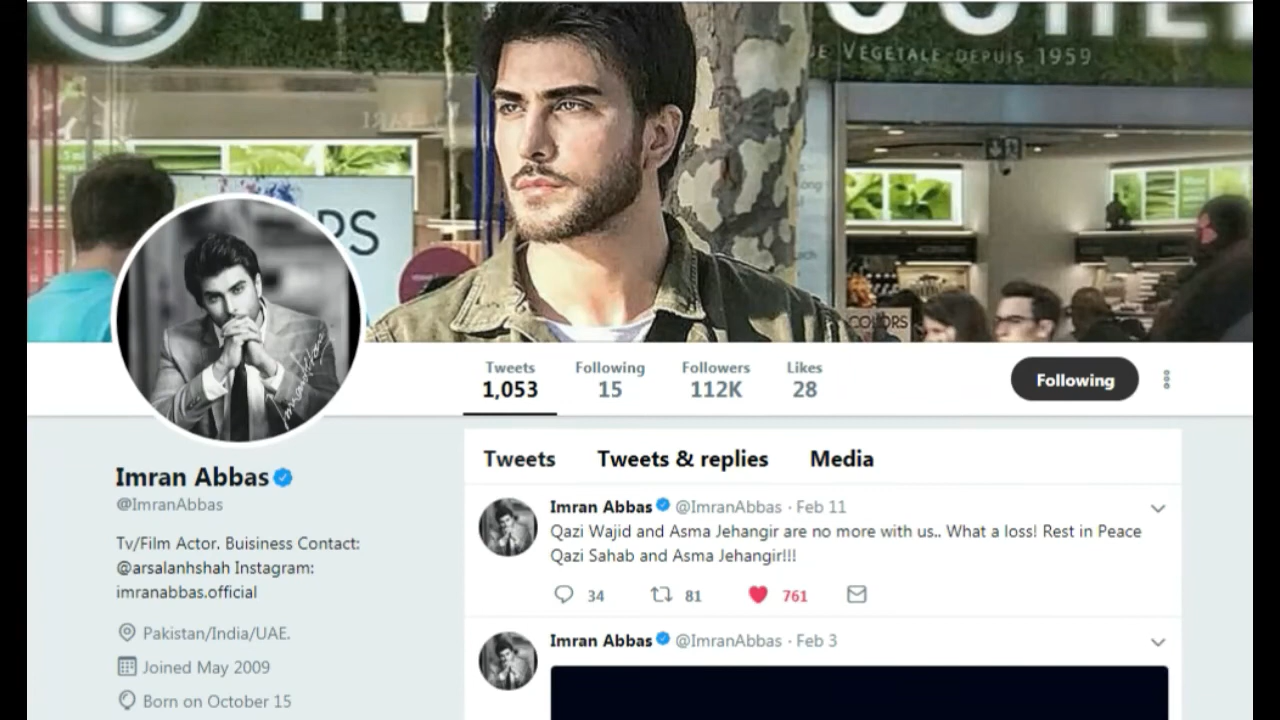 UE VÉGÉTALE DEPUIS 1959
RS
COLORS
Tweets Following Followers Likes
1,053 15 112K 28
Following
Imran Abbas
@ImranAbbas
Tv/Film Actor. Buisiness Contact:
@arsalanhshah Instagram:
imranabbas.official
Pakistan/India/UAE.
Joined May 2009
Born on October 15
Tweets Tweets & replies Media
Imran Abbas @ImranAbbas · Feb 11
Qazi Wajid and Asma Jehangir are no more with us.. What a loss! Rest in Peace
Qazi Sahab and Asma Jehangir!!!
34 81 761
Imran Abbas @ImranAbbas · Feb 3